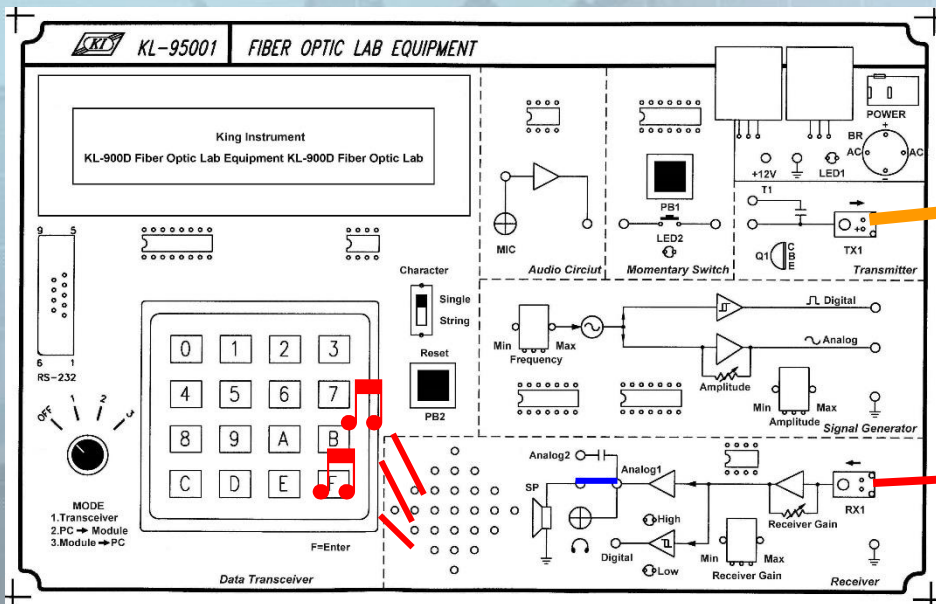 KI KL-95001 FIBER OPTIC LAB EQUIPMENT
King Instrument
KL-900D Fiber Optic Lab Equipment KL-900D Fiber Optic Lab
9 5
6 1
RS-232
OFF 1 2 3
MODE
1.Transceiver
2.PC → Module
3.Module → PC
0 1 2 3
4 5 6 7
8 9 A B
C D E F
F=Enter
Data Transceiver
Character
Single
String
Reset
PB2
MIC
Audio Circiut
PB1
LED2
Momentary Switch
POWER
+12V
LED1
BR
+
AC AC
-
T1
TX1
Q1 C B E
+
Transmitter
Min Max
Frequency
Digital
Analog
Amplitude
Min Max
Amplitude
Signal Generator
Analog2
Analog1
SP
High
Digital
Low
Receiver Gain
Min Max
Receiver Gain
RX1
Receiver